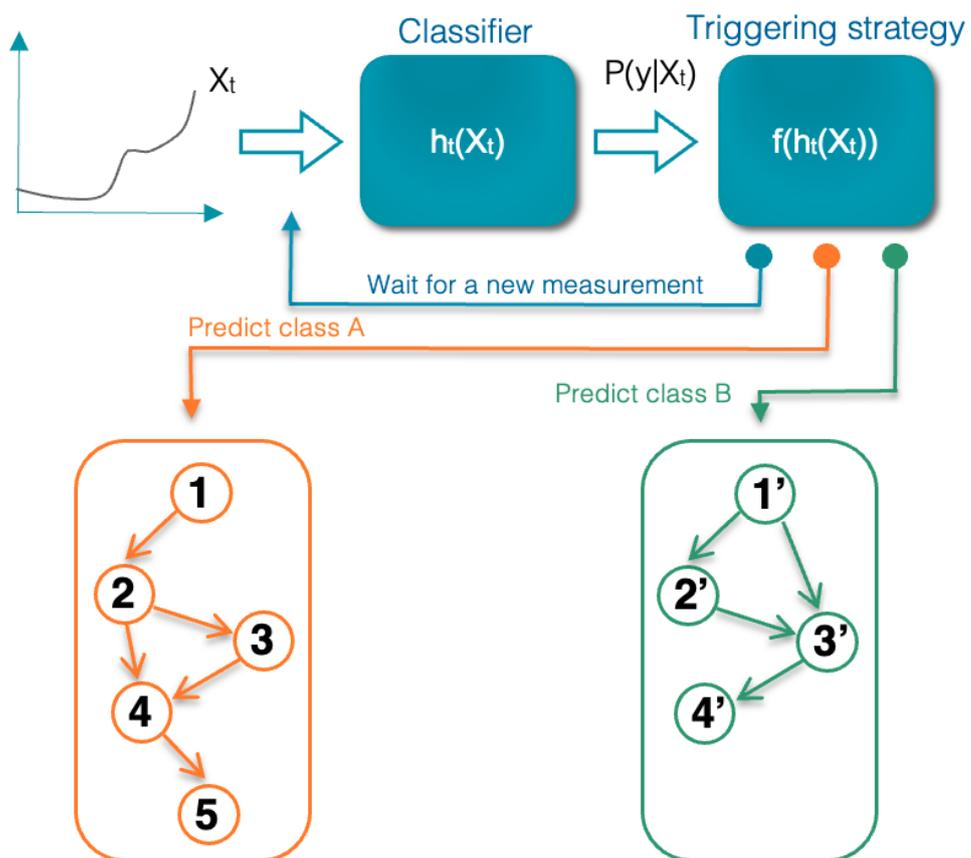 Classifier
Triggering strategy
Xt
P(y|Xt)
ht(Xt)
f(ht(Xt))
Wait for a new measurement
Predict class A
Predict class B
1
2
3
4
5
1’
2’
3’
4’